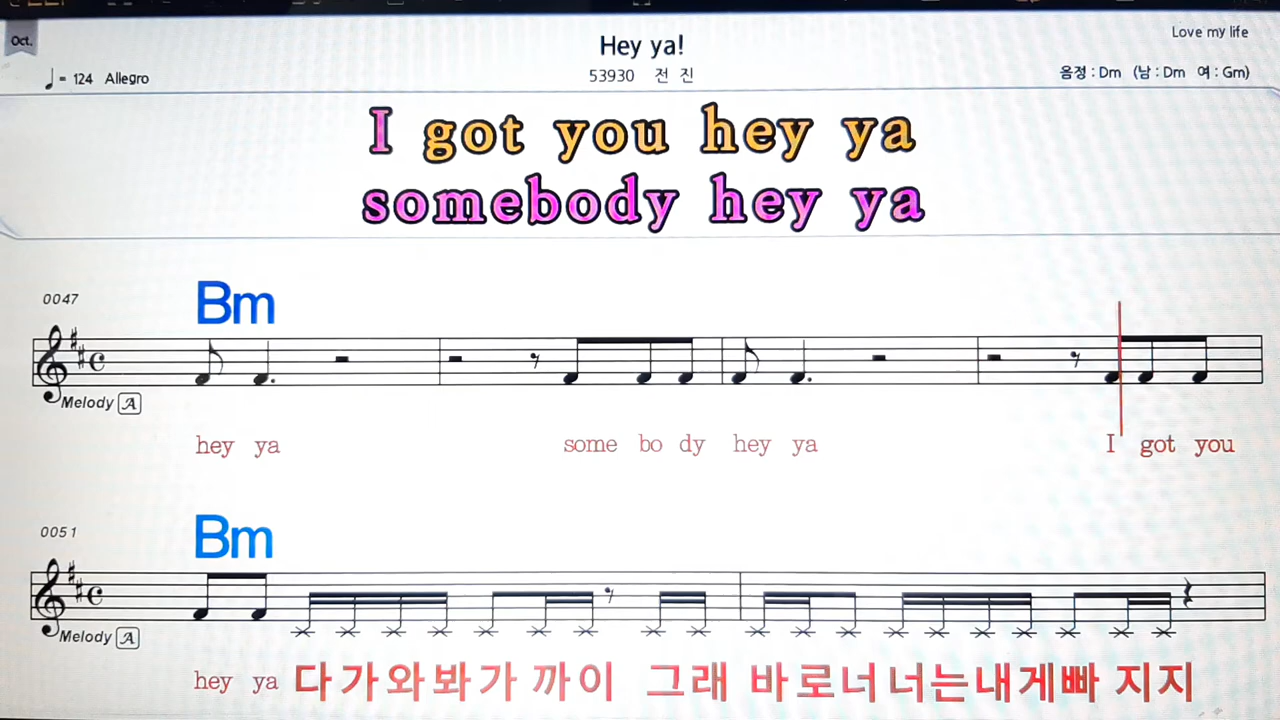 Oct.
Hey ya!
Love my life
= 124 Allegro
53930 전 진
음정 : Dm (남 : Dm 여 : Gm)
I got you hey ya
somebody hey ya
0047
Bm
Melody A
hey ya some bo dy hey ya I got you
0051
Bm
Melody A
hey ya 다가와봐가 까이 그래 바로너너는내게빠 지지